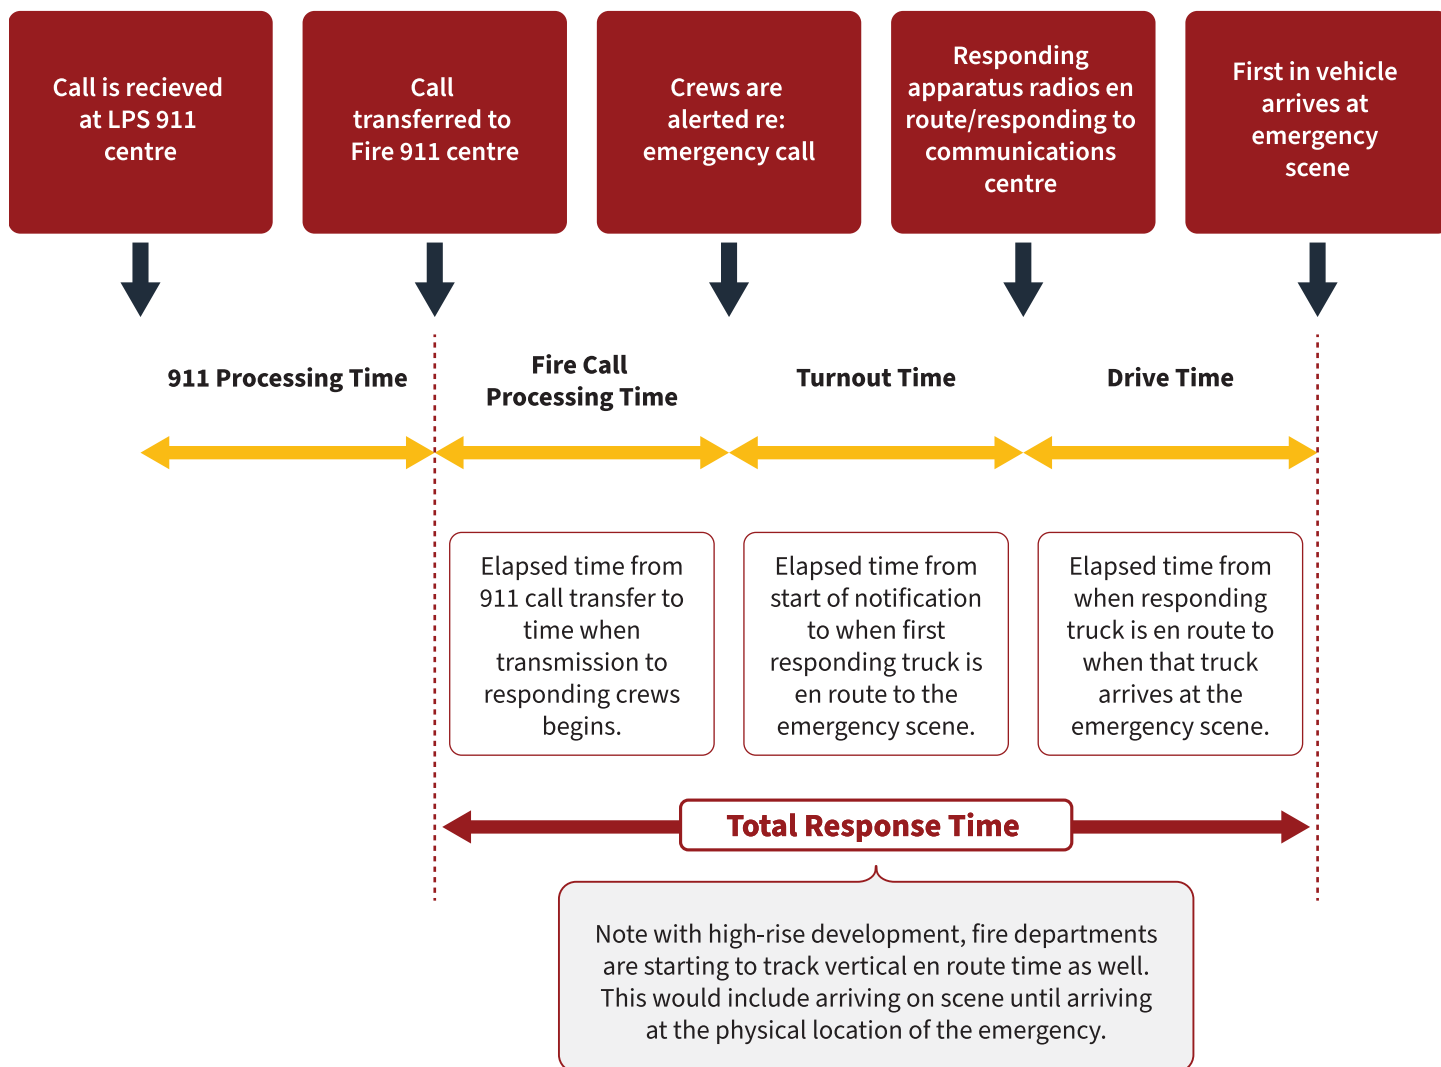 Call is recieved
at LPS 911
centre
Call
transferred to
Fire 911 centre
Crews are
alerted re:
emergency call
Responding
apparatus radios en
route/responding to
communications
centre
First in vehicle
arrives at
emergency
scene
911 Processing Time
Fire Call
Processing Time
Turnout Time
Drive Time
Elapsed time from
911 call transfer to
time when
transmission to
responding crews
begins.
Elapsed time from
start of notification
to when first
responding truck is
en route to the
emergency scene.
Elapsed time from
when responding
truck is en route to
when that truck
arrives at the
emergency scene.
Total Response Time
Note with high-rise development, fire departments
are starting to track vertical en route time as well.
This would include arriving on scene until arriving
at the physical location of the emergency.